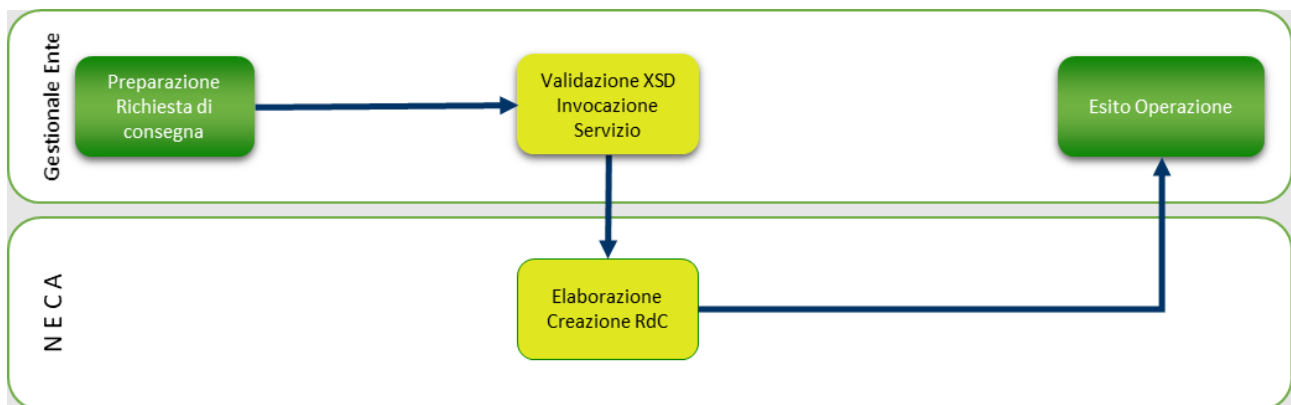 Gestionale Ente
Preparazione
Richiesta di
consegna
Validazione XSD
Invocazione
Servizio
Esito Operazione
N E C A
Elaborazione
Creazione RdC